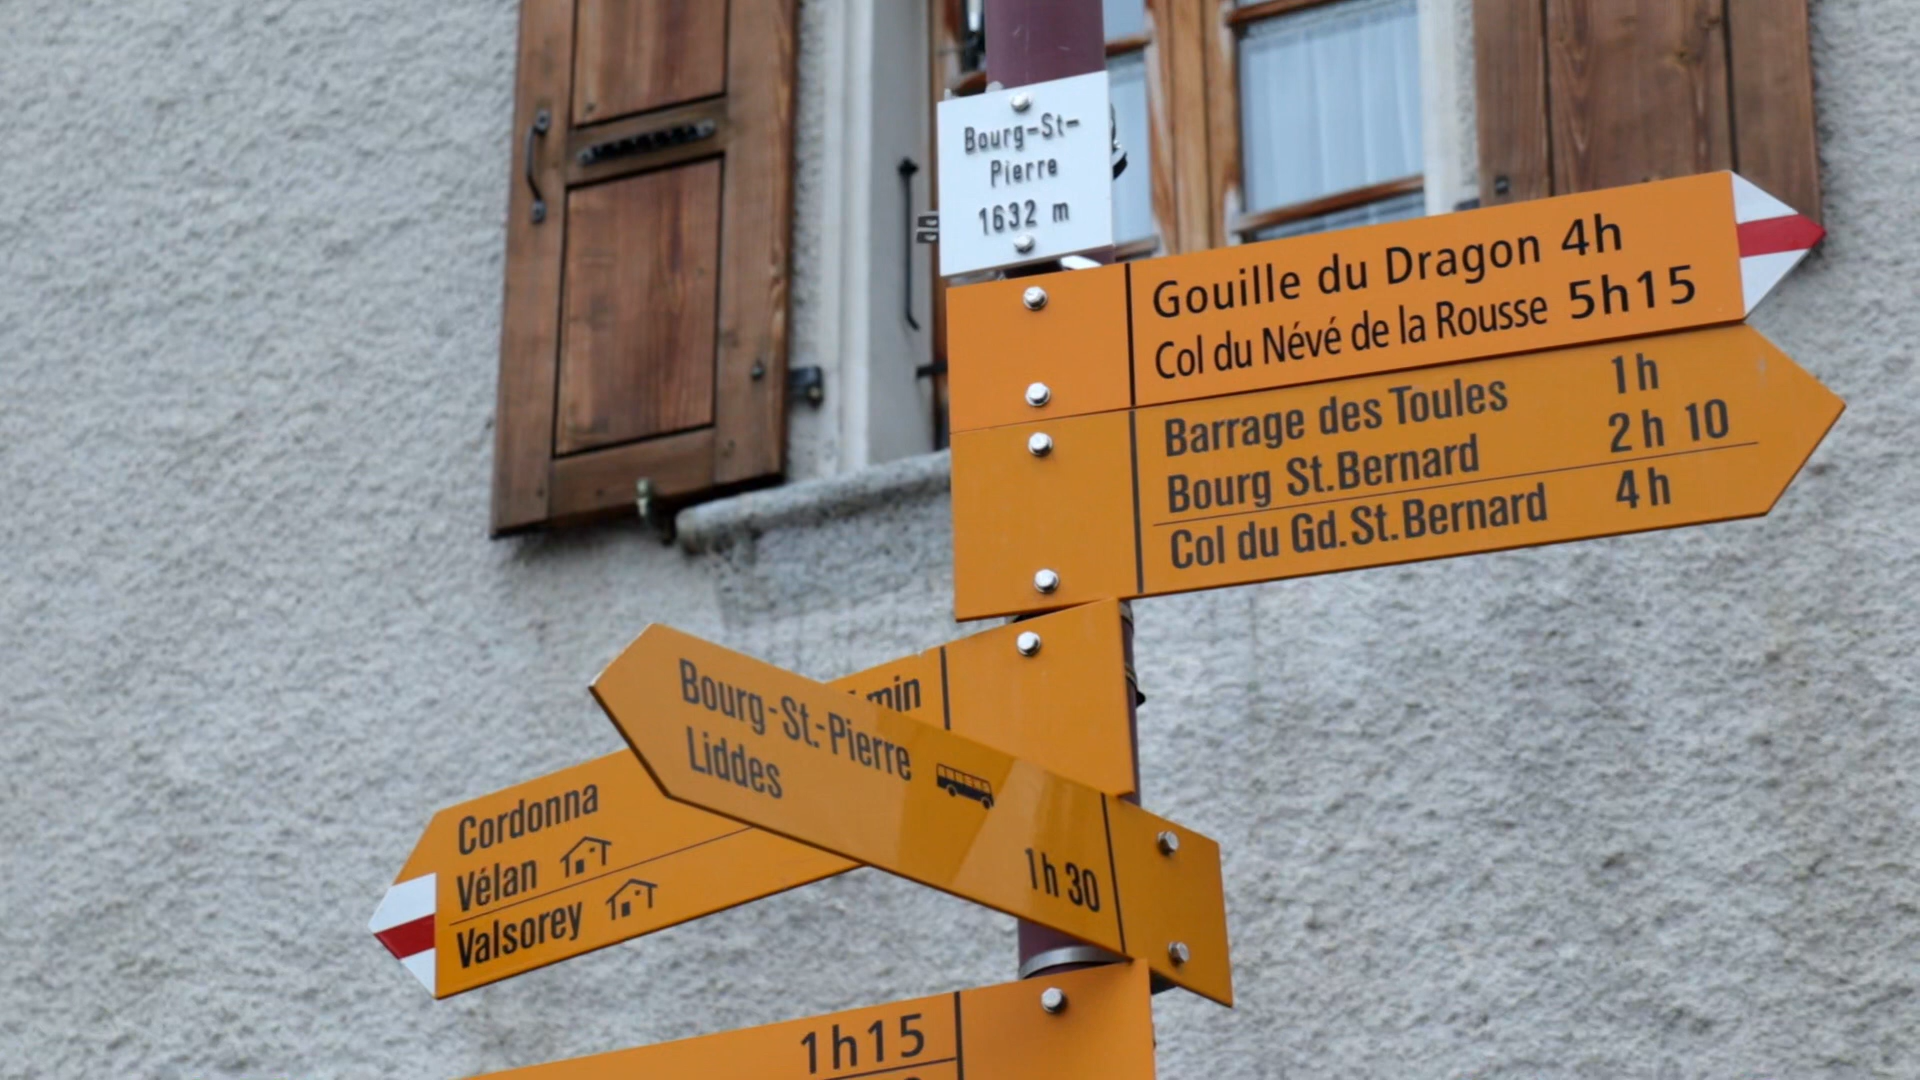 Bourg-St-
Pierre
1632 m
Gouille du Dragon 4h
Col du Névé de la Rousse 5h15
Barrage des Toules 1h
Bourg St.Bernard 2h 10
Col du Gd.St.Bernard 4h
min
Bourg-St.-Pierre
Liddes
1h 30
Cordonna
Vélan
Valsorey
1h15